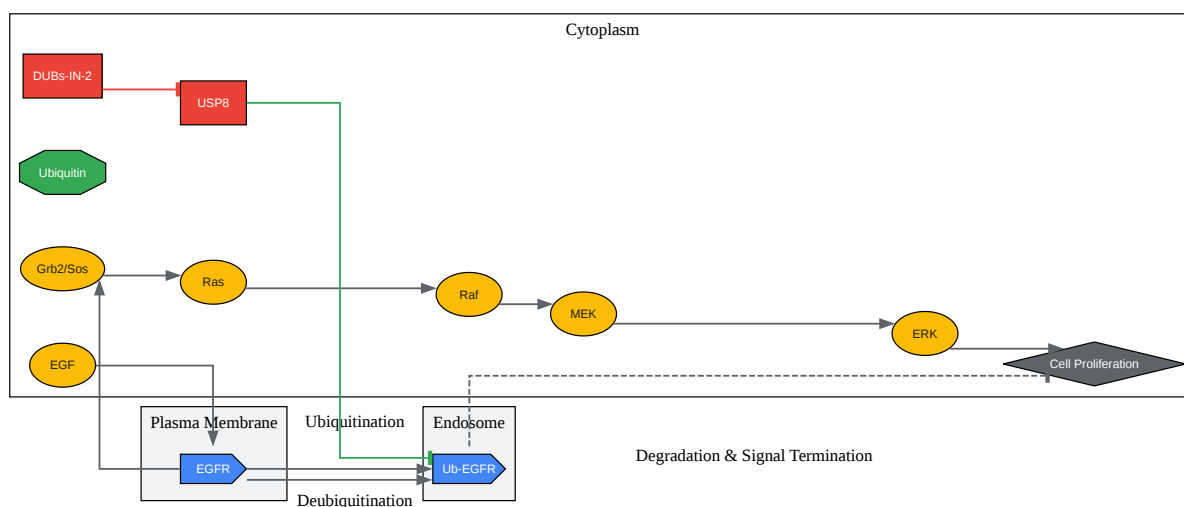 Cytoplasm
DUBs-IN-2
USP8
Ubiquitin
Grb2/Sos
Ras
Raf
MEK
ERK
EGF
Cell Proliferation
Plasma Membrane
Ubiquitination
Endosome
EGFR
Ub-EGFR
Degradation & Signal Termination
Deubiquitination